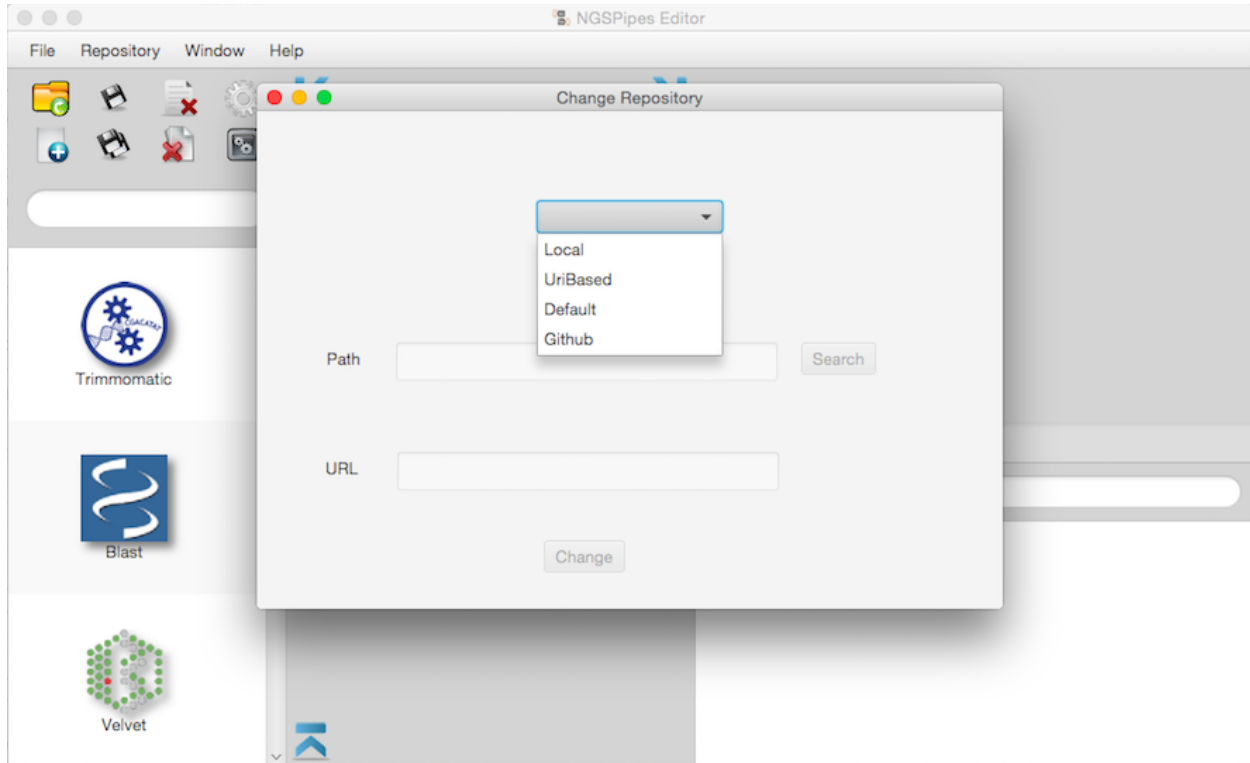 NGSPipes Editor
File Repository Window Help
Change Repository
Local
UriBased
Default
Github
Path
Search
Trimmomatic
URL
Blast
Change
Velvet